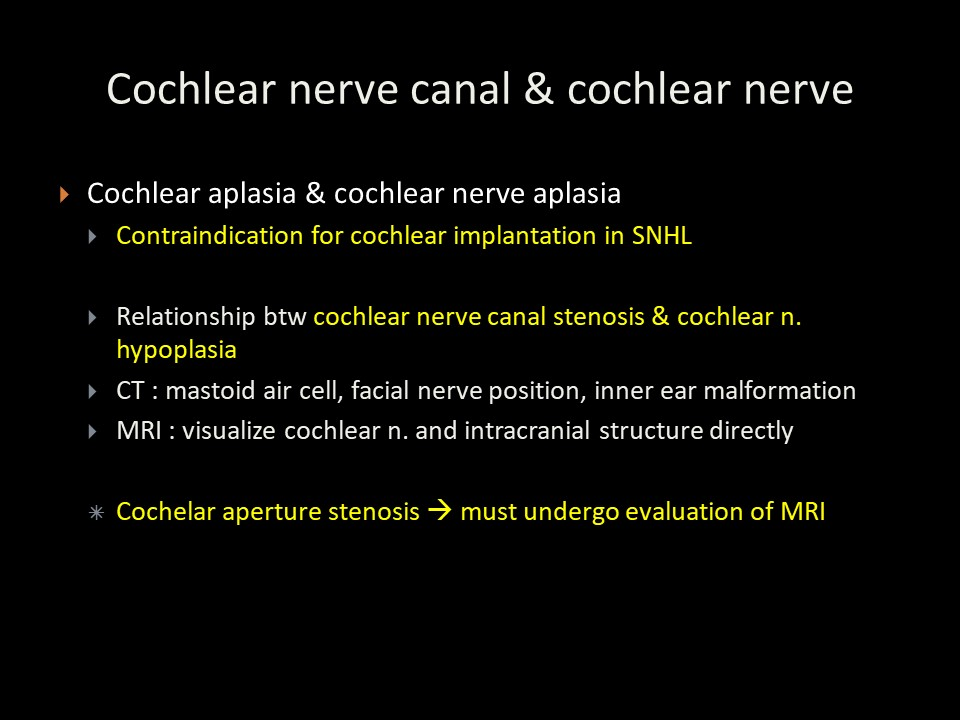 Cochlear nerve canal & cochlear nerve
Cochlear aplasia & cochlear nerve aplasia
Contraindication for cochlear implantation in SNHL
Relationship btw cochlear nerve canal stenosis & cochlear n.
hypoplasia
CT : mastoid air cell, facial nerve position, inner ear malformation
MRI : visualize cochlear n. and intracranial structure directly
Cochelar aperture stenosis → must undergo evaluation of MRI